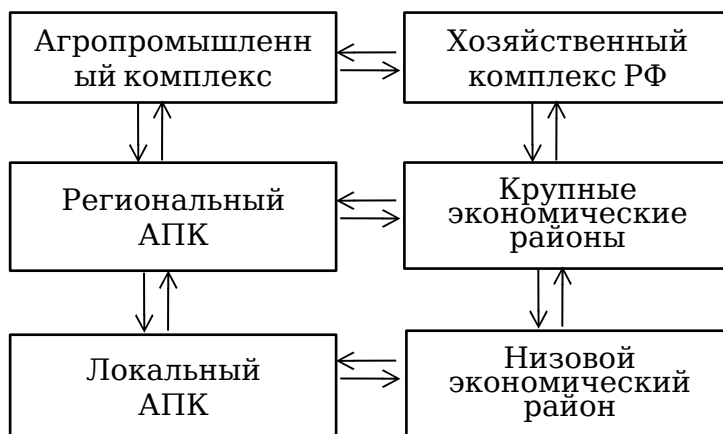 Агропромышленн
ый комплекс
Хозяйственный
комплекс РФ
Региональный
АПК
Крупные
экономические
районы
Локальный
АПК
Низовой
экономический
район